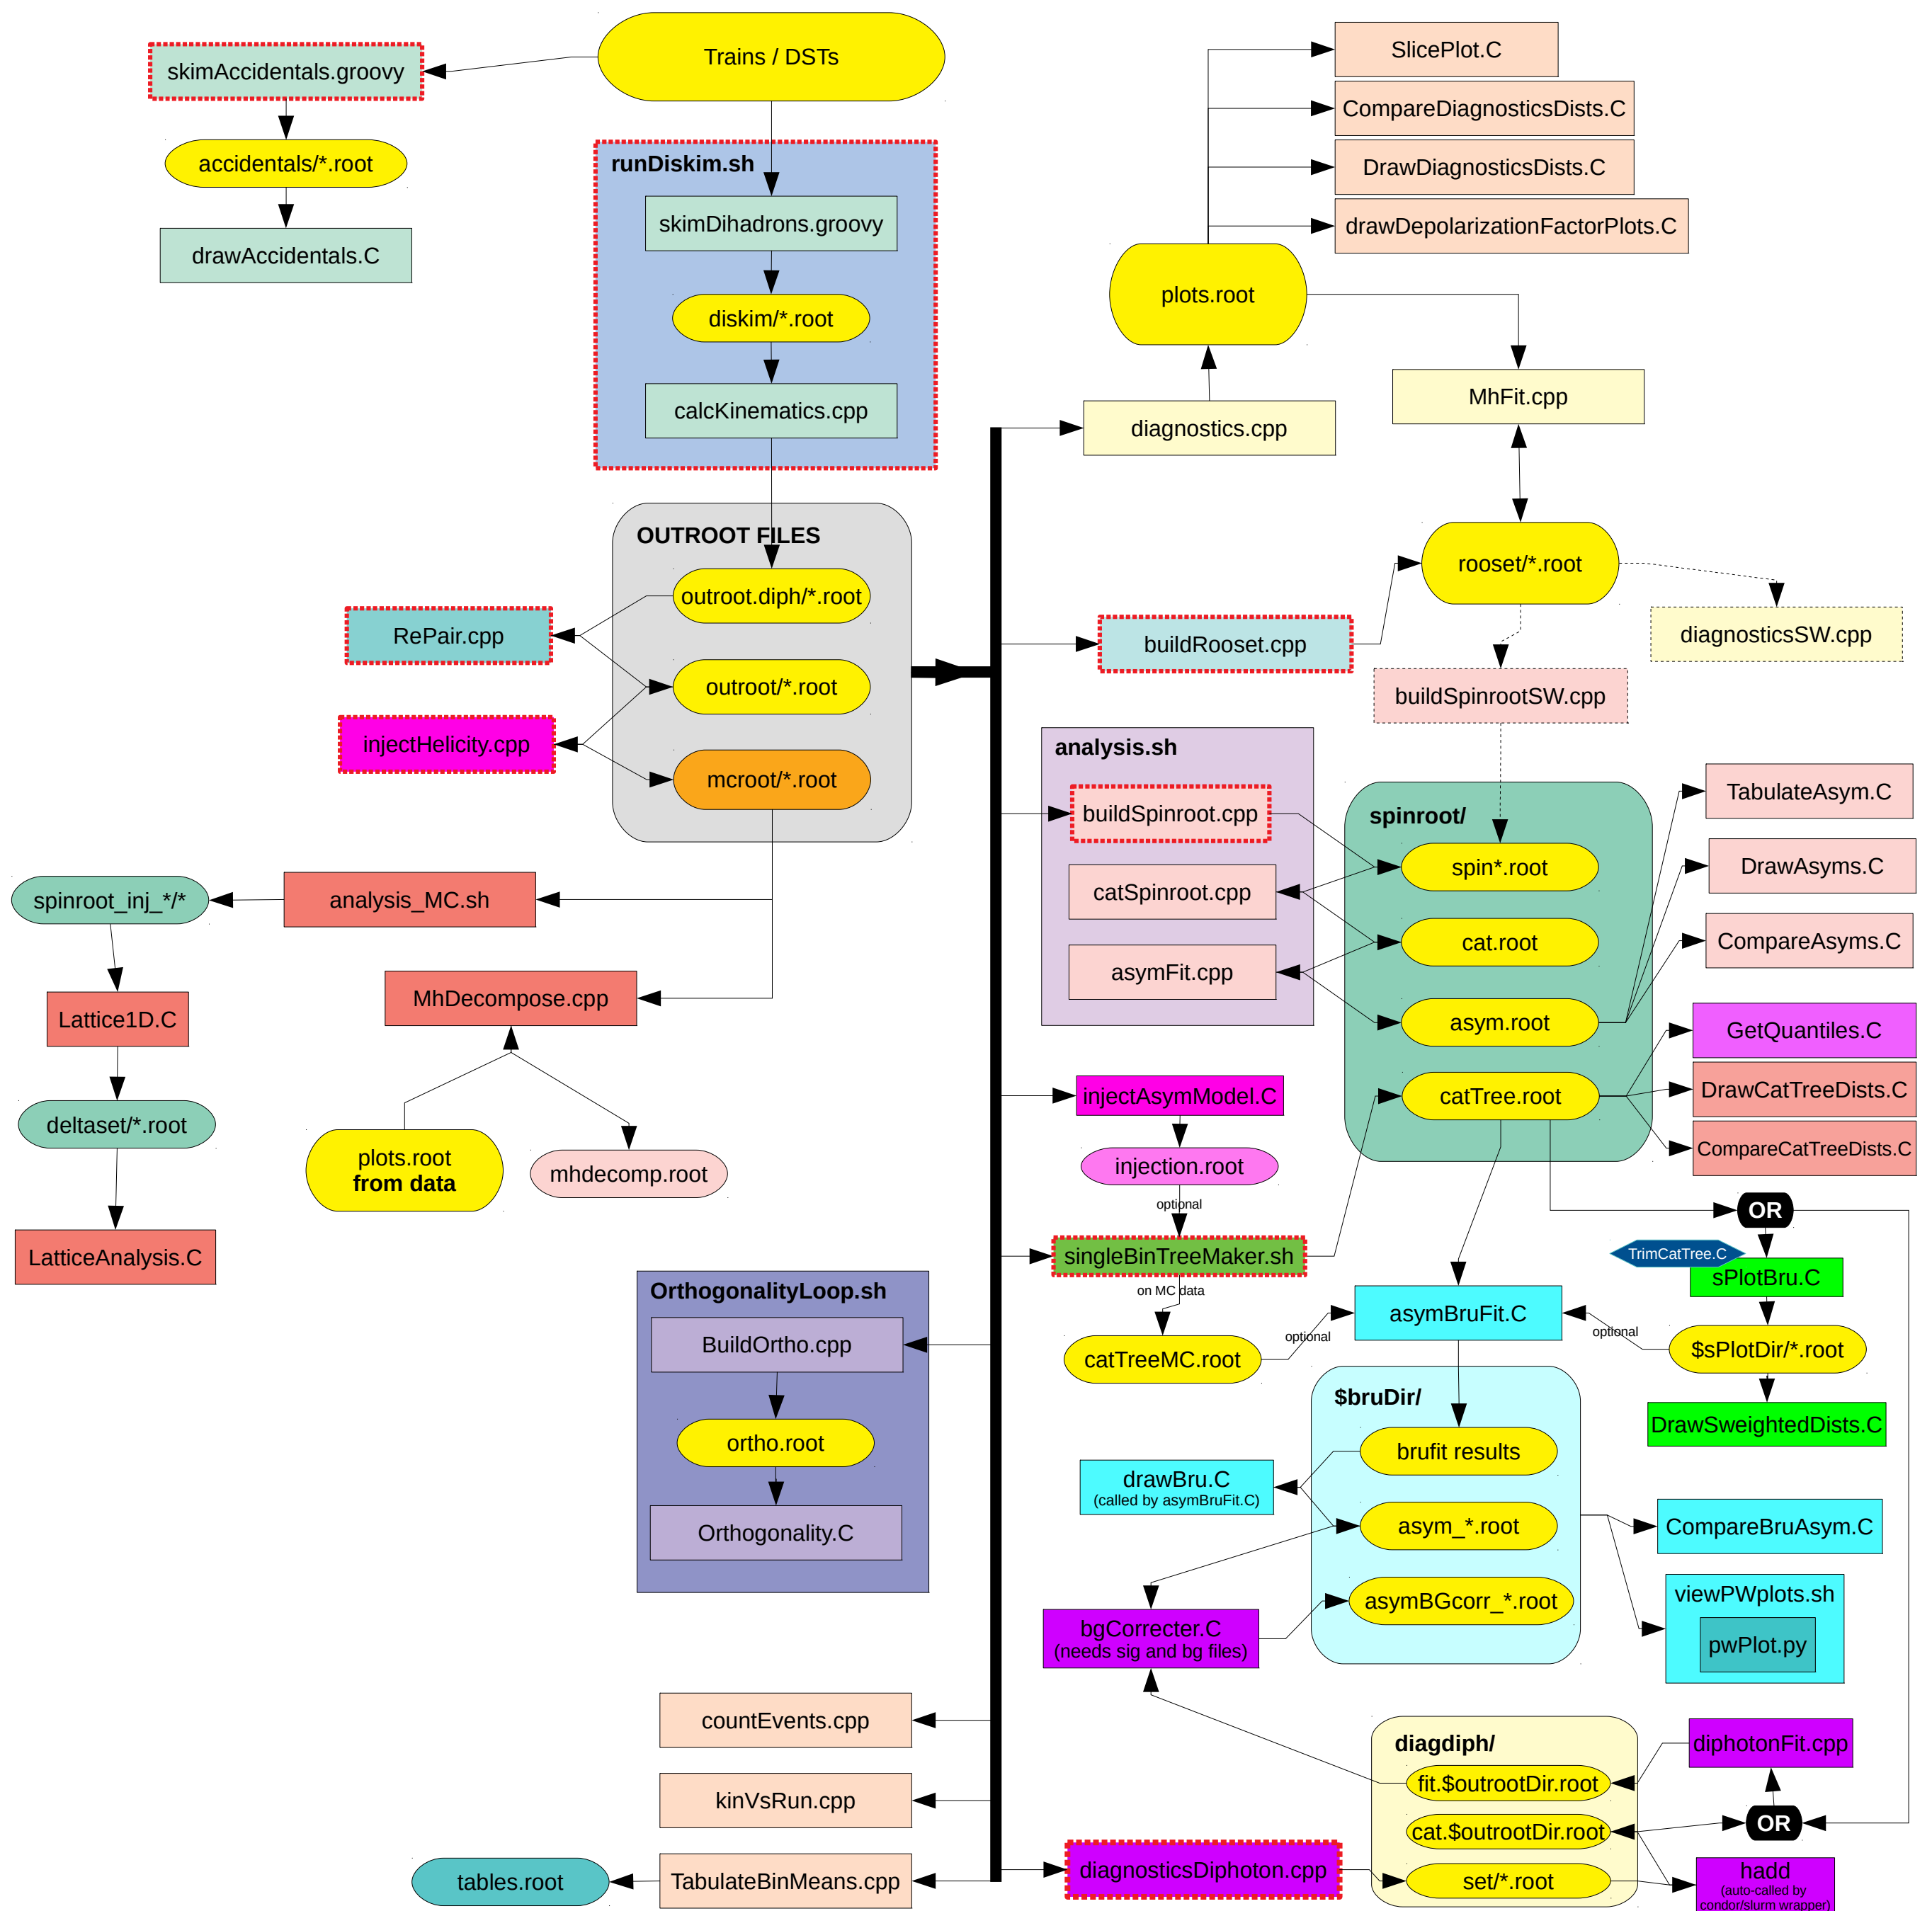 Trains / DSTs
skimAccidentals.groovy
accidentals/*.root
drawAccidentals.C
runDiskim.sh
skimDihadrons.groovy
diskim/*.root
calcKinematics.cpp
OUTROOT FILES
outroot.diph/*.root
outroot/*.root
mcroot/*.root
RePair.cpp
injectHelicity.cpp
analysis_MC.sh
spinroot_inj_*/*
Lattice1D.C
deltaset/*.root
LatticeAnalysis.C
MhDecompose.cpp
plots.root
from data
mhdecomp.root
OrthogonalityLoop.sh
BuildOrtho.cpp
ortho.root
Orthogonality.C
countEvents.cpp
kinVsRun.cpp
TabulateBinMeans.cpp
tables.root
SlicePlot.C
CompareDiagnosticsDists.C
DrawDiagnosticsDists.C
drawDepolarizationFactorPlots.C
plots.root
diagnostics.cpp
MhFit.cpp
rooset/*.root
buildRooset.cpp
diagnosticsSW.cpp
buildSpinrootSW.cpp
analysis.sh
buildSpinroot.cpp
catSpinroot.cpp
asymFit.cpp
spinroot/
spin*.root
cat.root
asym.root
catTree.root
TabulateAsym.C
DrawAsyms.C
CompareAsyms.C
GetQuantiles.C
DrawCatTreeDists.C
CompareCatTreeDists.C
injectAsymModel.C
injection.root
optional
singleBinTreeMaker.sh
on MC data
catTreeMC.root
optional
asymBruFit.C
optional
OR
TrimCatTree.C
sPlotBru.C
$sPlotDir/*.root
DrawSweightedDists.C
$bruDir/
brufit results
asym_*.root
asymBGcorr_*.root
drawBru.C
(called by asymBruFit.C)
bgCorrecter.C
(needs sig and bg files)
CompareBruAsym.C
viewPWplots.sh
pwPlot.py
diagdiph/
fit.$outrootDir.root
cat.$outrootDir.root
set/*.root
diagnosticsDiphoton.cpp
diphotonFit.cpp
OR
hadd
(auto-called by
condor/slurm wrapper)